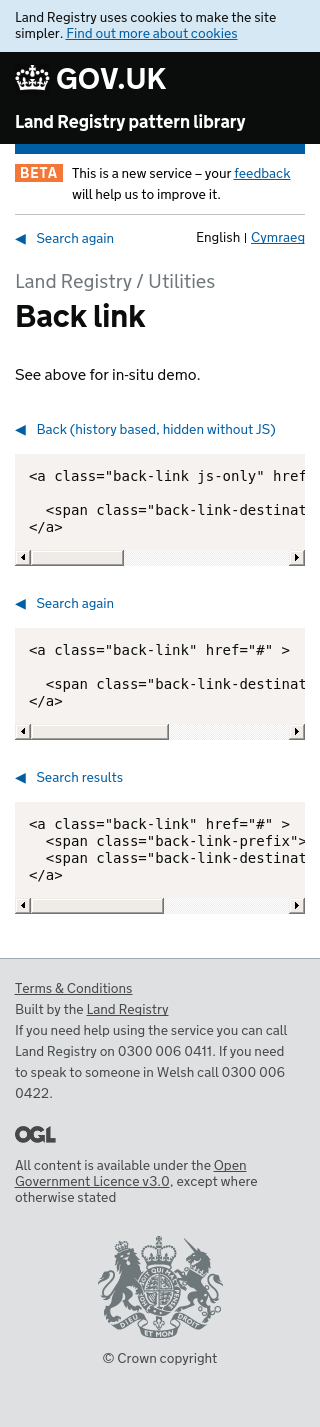 Land Registry uses cookies to make the site
simpler. Find out more about cookies
GOV.UK
Land Registry pattern library
BETA This is a new service – your feedback
will help us to improve it.
◀ Search again English | Cymraeg
Land Registry / Utilities
Back link
See above for in-situ demo.
◀ Back (history based, hidden without JS)
<a class="back-link js-only" href
<span class="back-link-destinat
</a>
◀ Search again
<a class="back-link" href="#" >
<span class="back-link-destinat
</a>
◀ Search results
<a class="back-link" href="#" >
<span class="back-link-prefix">
<span class="back-link-destinat
</a>
Terms & Conditions
Built by the Land Registry
If you need help using the service you can call
Land Registry on 0300 006 0411. If you need
to speak to someone in Welsh call 0300 006
0422.
OGL
All content is available under the Open
Government Licence v3.0, except where
otherwise stated
DIEU ET MON DROIT
© Crown copyright